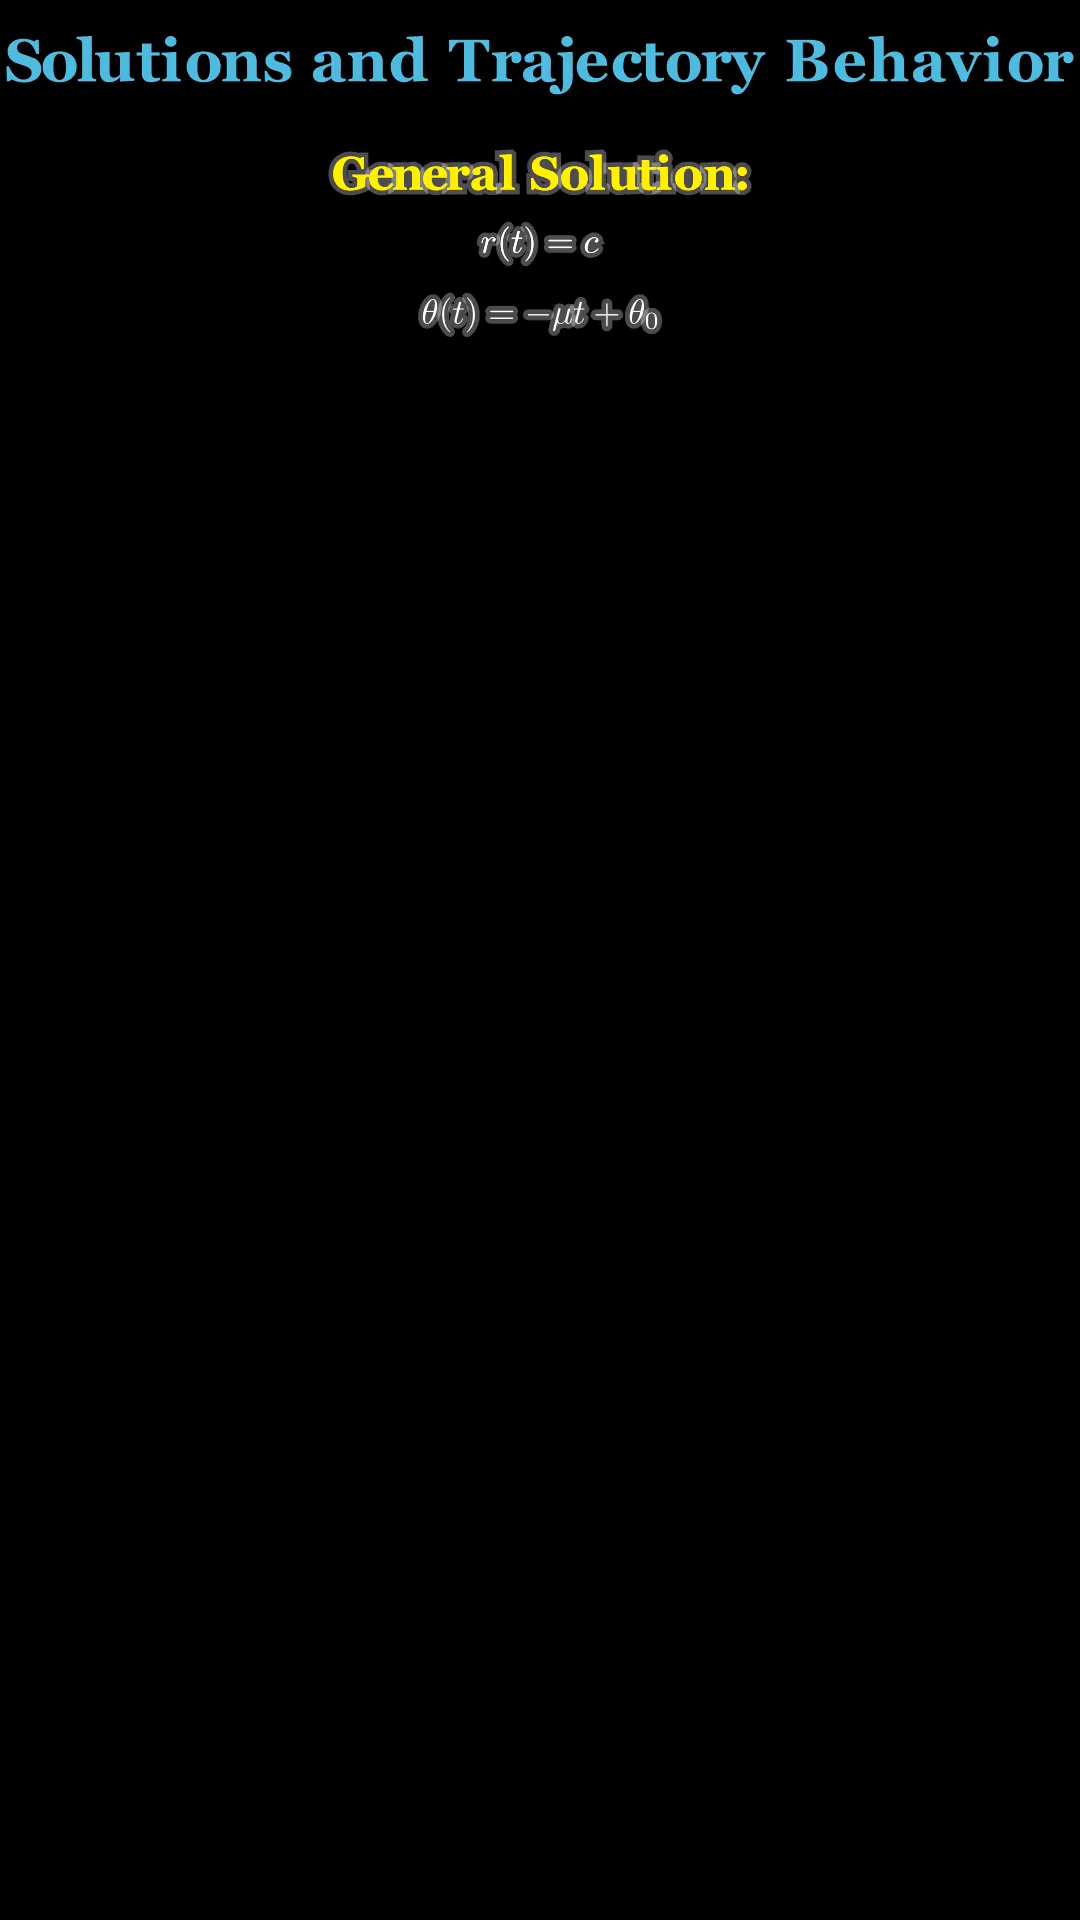 Solutions and Trajectory Behavior
General Solution:
r(t) = c
θ(t) = −μt + θ₀